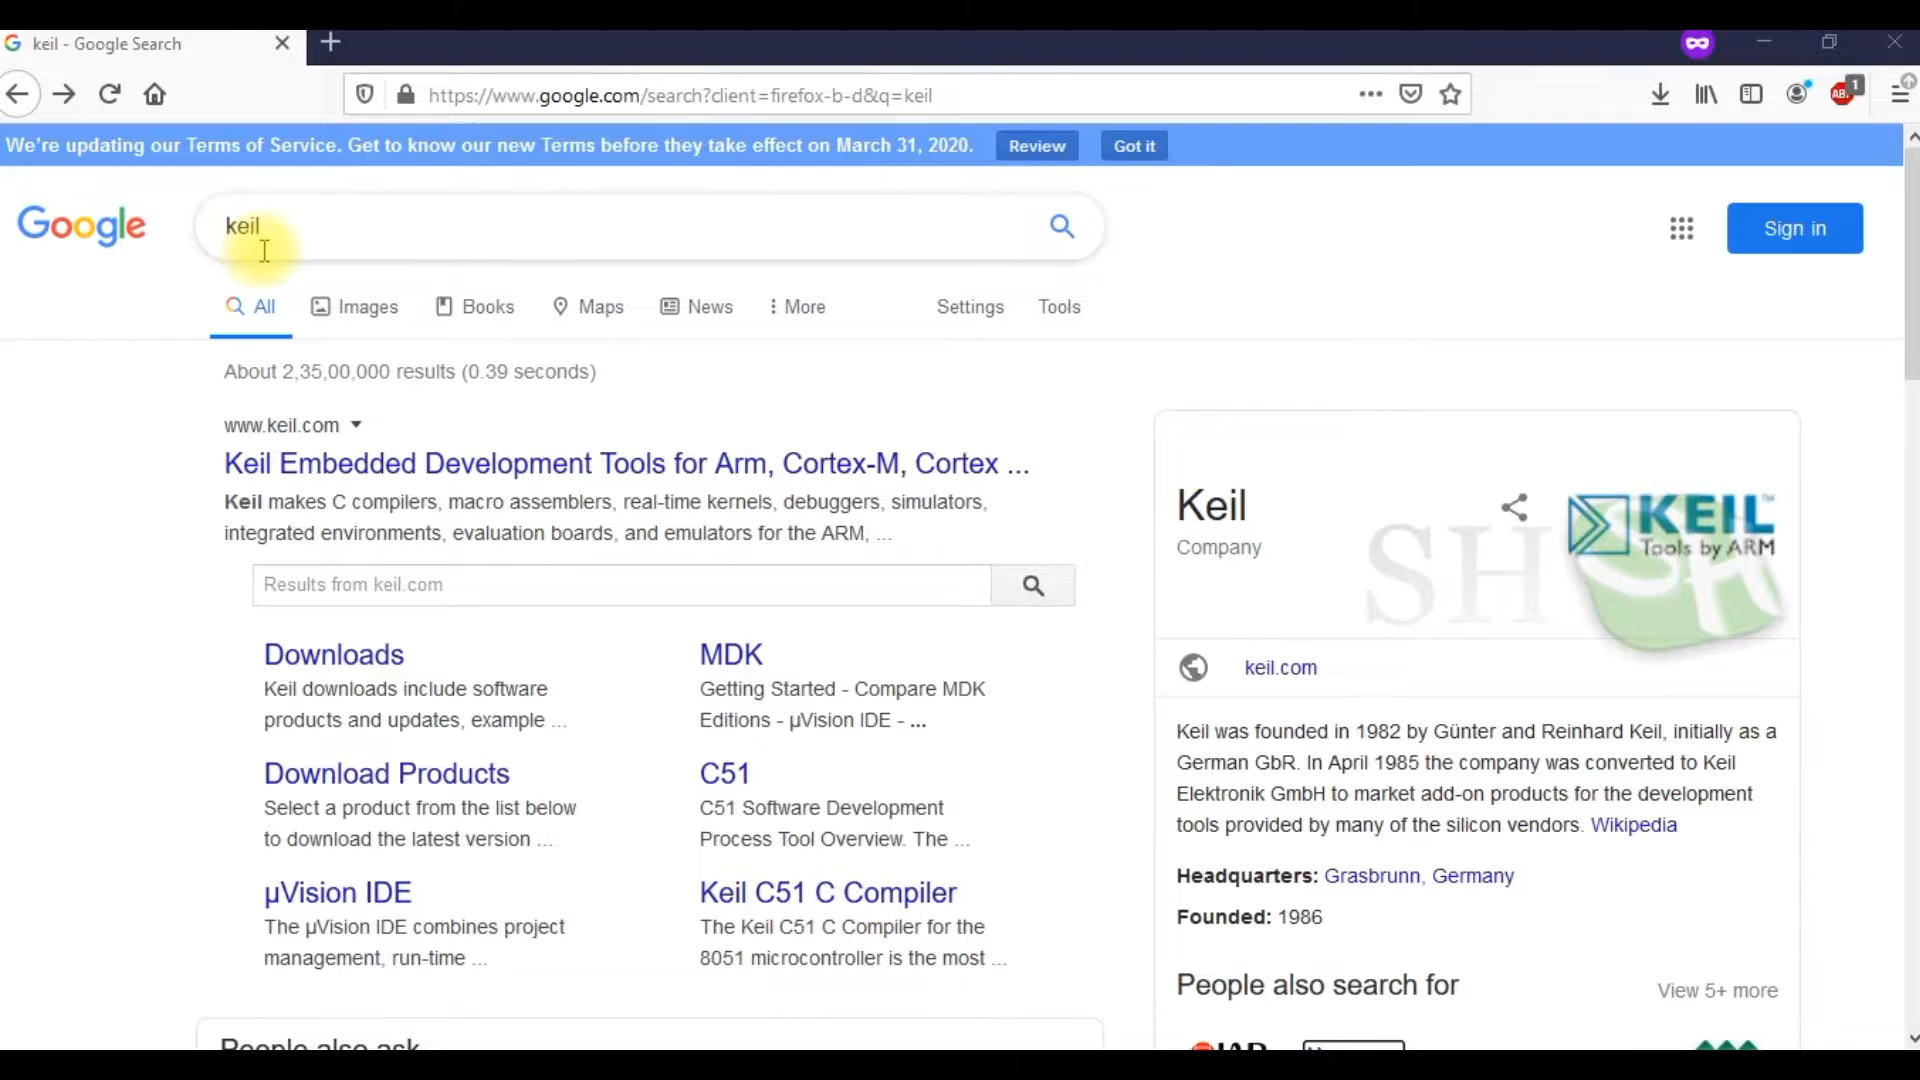 keil - Google Search
https://www.google.com/search?client=firefox-b-d&q=keil
ABP
1
We're updating our Terms of Service. Get to know our new Terms before they take effect on March 31, 2020.
Review
Got it
Google
keil
Sign in
All
Images
Books
Maps
News
More
Settings
Tools
About 2,35,00,000 results (0.39 seconds)
www.keil.com
Keil Embedded Development Tools for Arm, Cortex-M, Cortex ...
Keil makes C compilers, macro assemblers, real-time kernels, debuggers, simulators,
integrated environments, evaluation boards, and emulators for the ARM, ...
Results from keil.com
Downloads
Keil downloads include software
products and updates, example ...
MDK
Getting Started - Compare MDK
Editions - µVision IDE - ...
Download Products
Select a product from the list below
to download the latest version ...
C51
C51 Software Development
Process Tool Overview. The ...
µVision IDE
The µVision IDE combines project
management, run-time ...
Keil C51 C Compiler
The Keil C51 C Compiler for the
8051 microcontroller is the most ...
People also ask
Keil
Company
KEIL™
Tools by ARM
SH
SH
keil.com
Keil was founded in 1982 by Günter and Reinhard Keil, initially as a
German GbR. In April 1985 the company was converted to Keil
Elektronik GmbH to market add-on products for the development
tools provided by many of the silicon vendors. Wikipedia
Headquarters: Grasbrunn, Germany
Founded: 1986
People also search for
View 5+ more
IAR